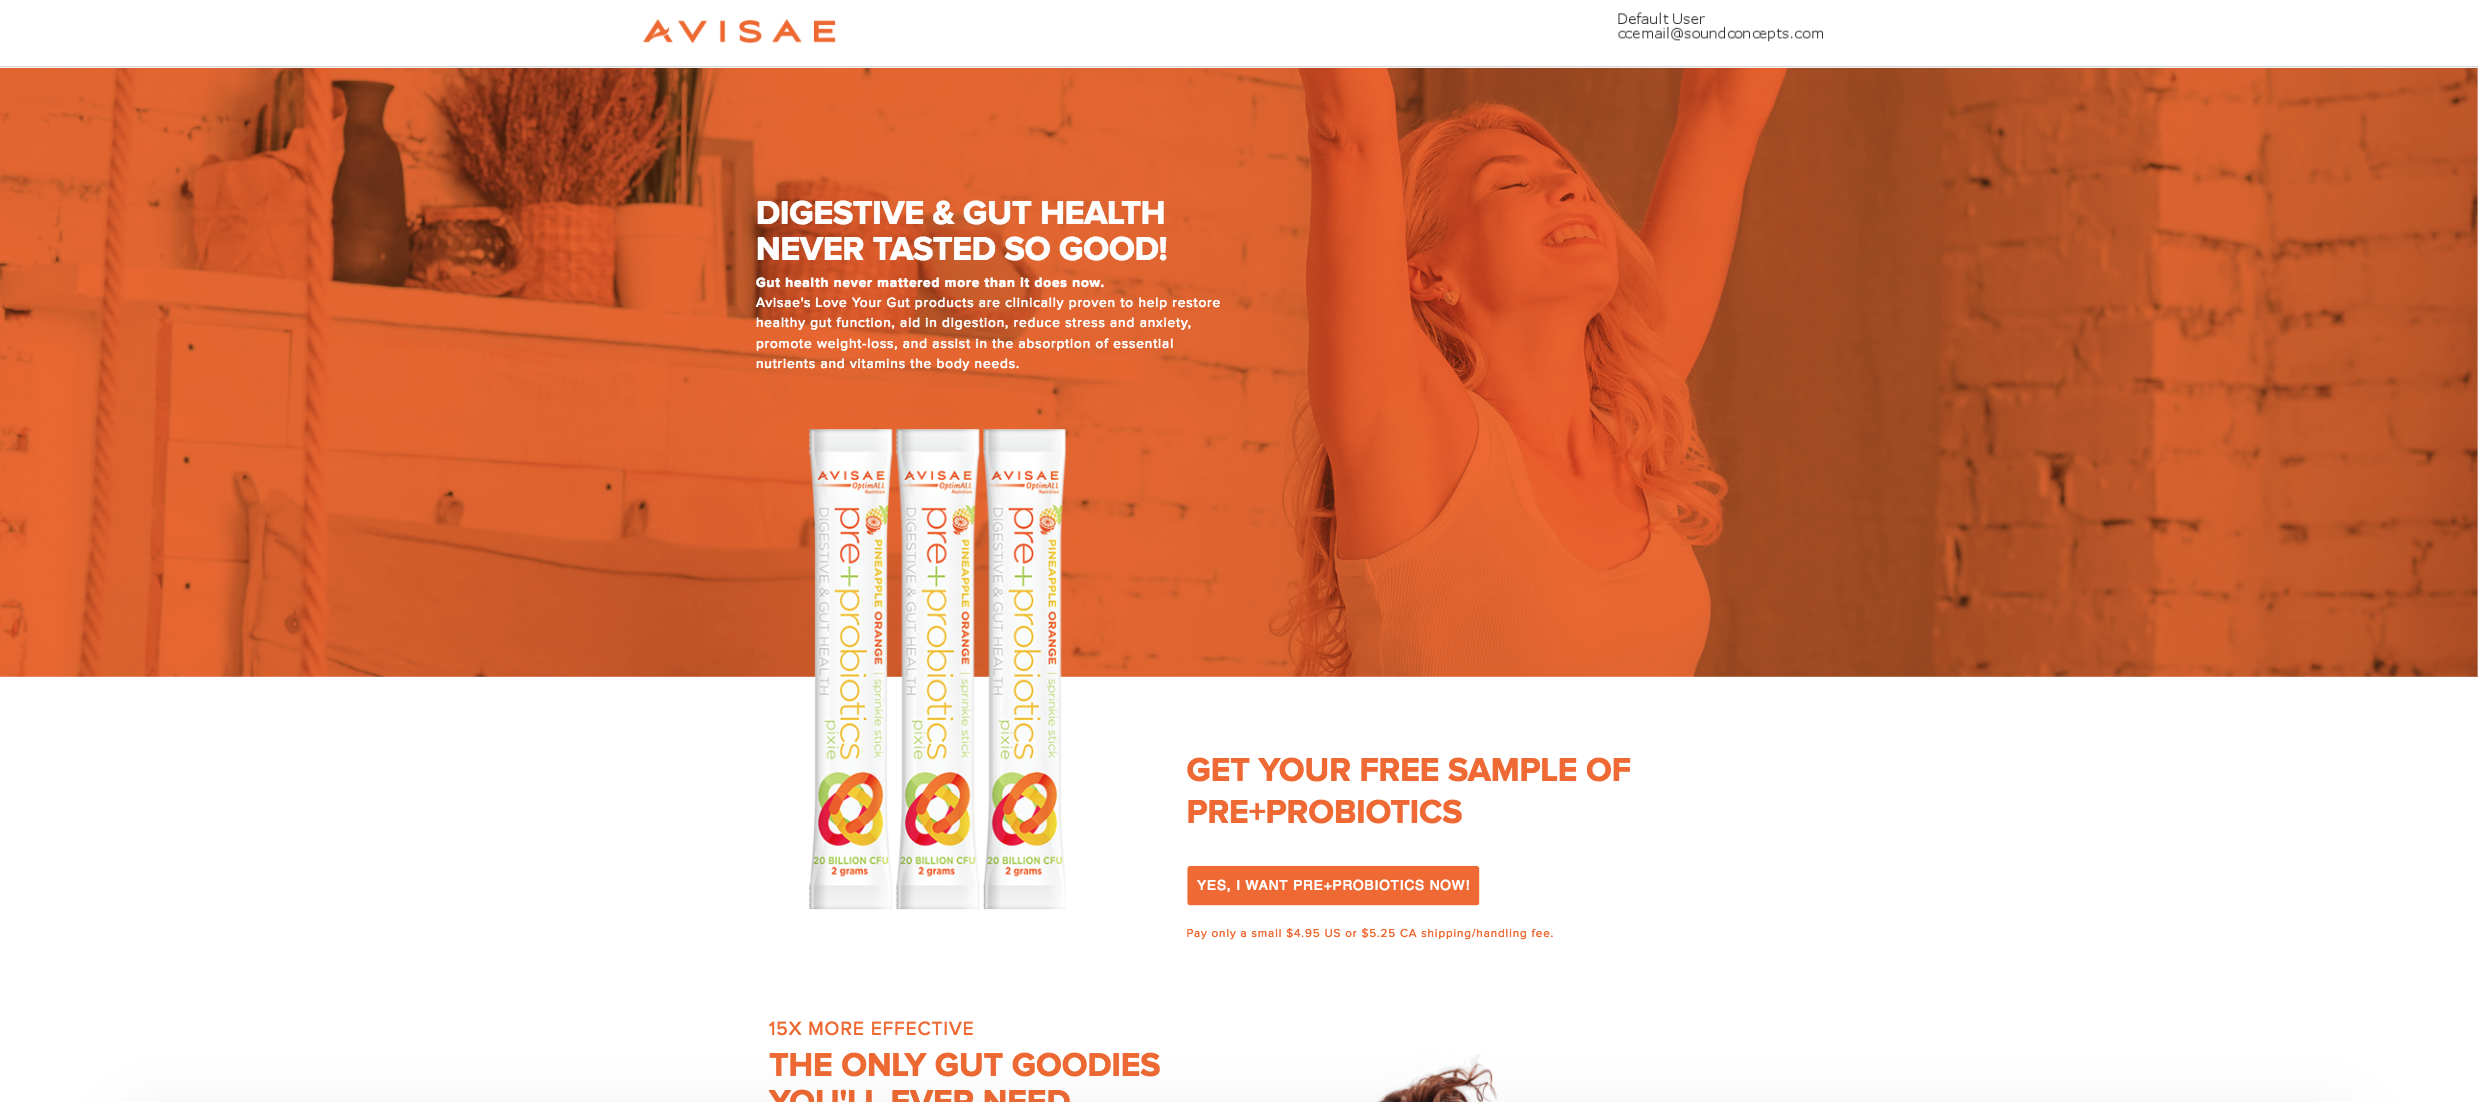 AVISAE
Default User
ccemail@soundconcepts.com
DIGESTIVE & GUT HEALTH
NEVER TASTED SO GOOD!
Gut health never mattered more than it does now.
Avisae's Love Your Gut products are clinically proven to help restore
healthy gut function, aid in digestion, reduce stress and anxiety,
promote weight-loss, and assist in the absorption of essential
nutrients and vitamins the body needs.
AVISAE
OptimALL
Nutrition
DIGESTIVE & GUT HEALTH
pre+probiotics
pixie
PINEAPPLE ORANGE | sprinkle stick
20 BILLION CFU
2 grams
AVISAE
OptimALL
Nutrition
DIGESTIVE & GUT HEALTH
pre+probiotics
pixie
PINEAPPLE ORANGE | sprinkle stick
20 BILLION CFU
2 grams
AVISAE
OptimALL
Nutrition
DIGESTIVE & GUT HEALTH
pre+probiotics
pixie
PINEAPPLE ORANGE | sprinkle stick
20 BILLION CFU
2 grams
GET YOUR FREE SAMPLE OF
PRE+PROBIOTICS
YES, I WANT PRE+PROBIOTICS NOW!
Pay only a small $4.95 US or $5.25 CA shipping/handling fee.
15X MORE EFFECTIVE
THE ONLY GUT GOODIES
YOU'LL EVER NEED